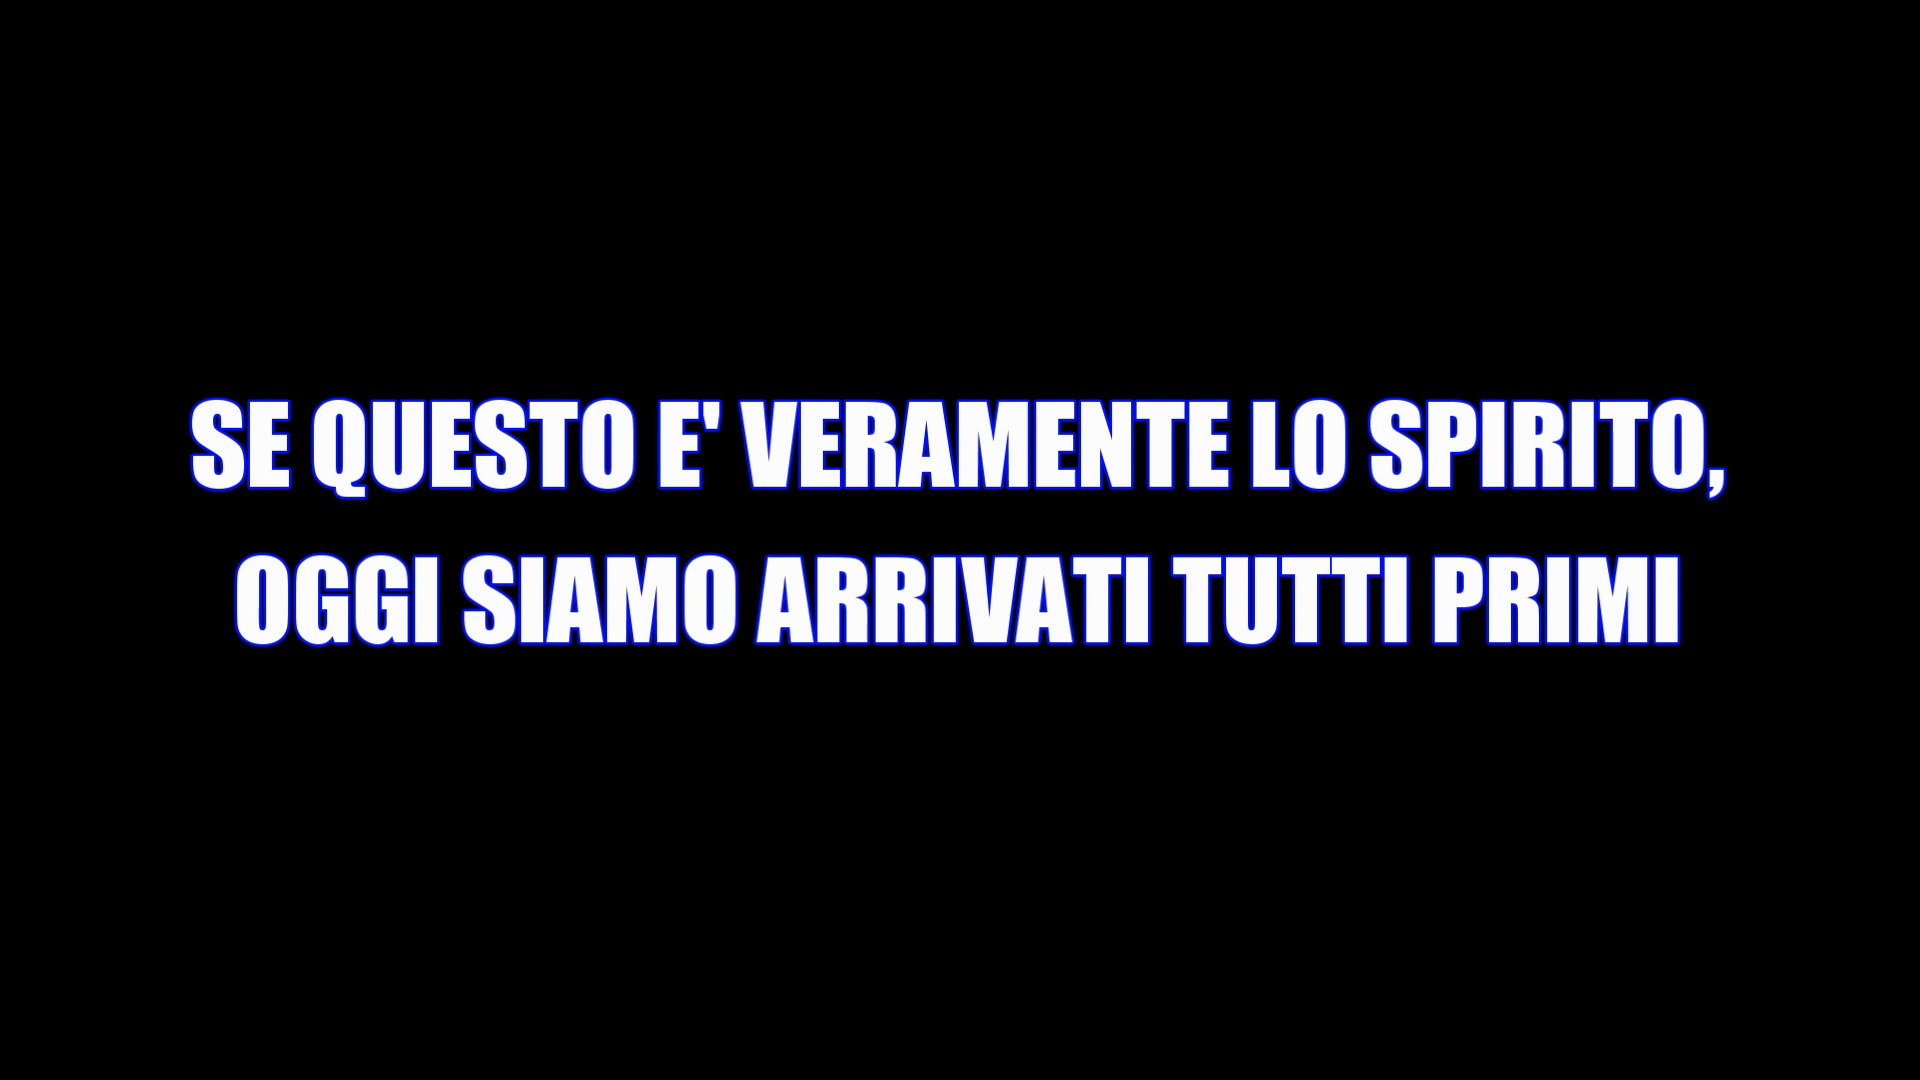 SE QUESTO E' VERAMENTE LO SPIRITO,
OGGI SIAMO ARRIVATI TUTTI PRIMI